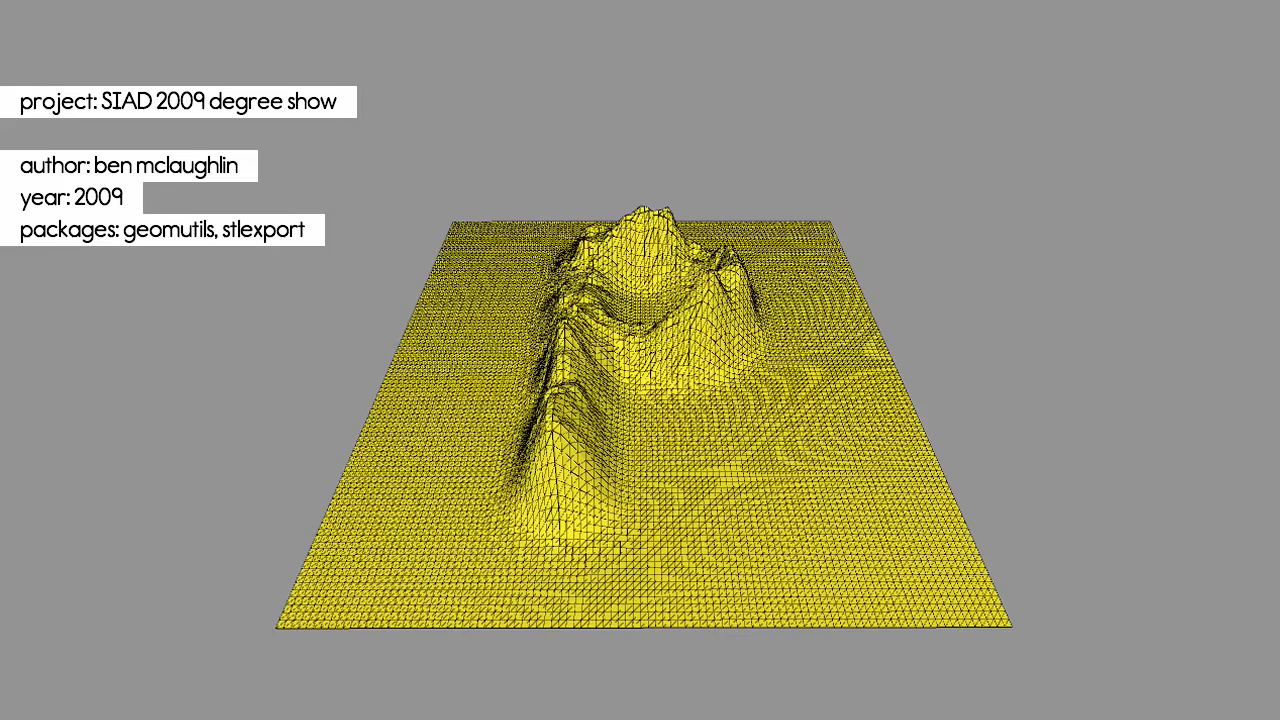 project: SIAD 2009 degree show
author: ben mclaughlin
year: 2009
packages: geomutils, stlexport